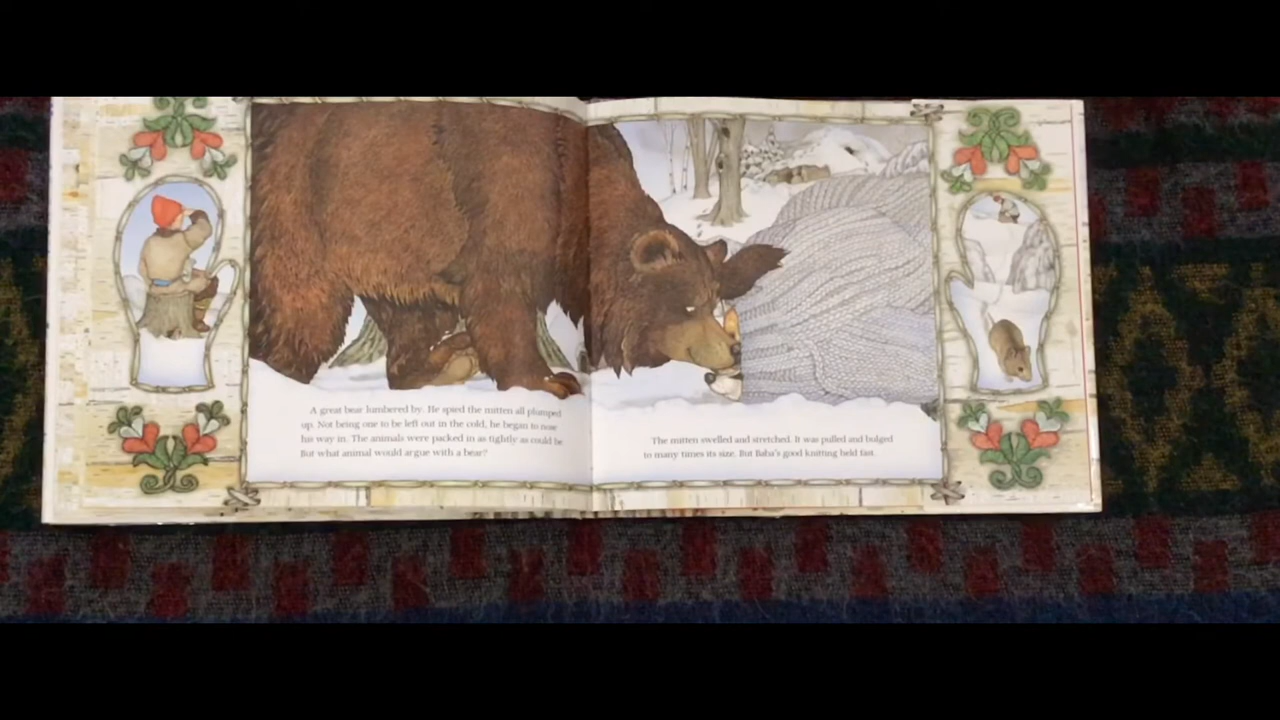 A great bear lumbered by. He spied the mitten all plumped
up. Not being one to be left out in the cold, he began to nose
his way in. The animals were packed in as tightly as could be.
But what animal would argue with a bear?
The mitten swelled and stretched. It was pulled and bulged
to many times its size. But Baba's good knitting held fast.